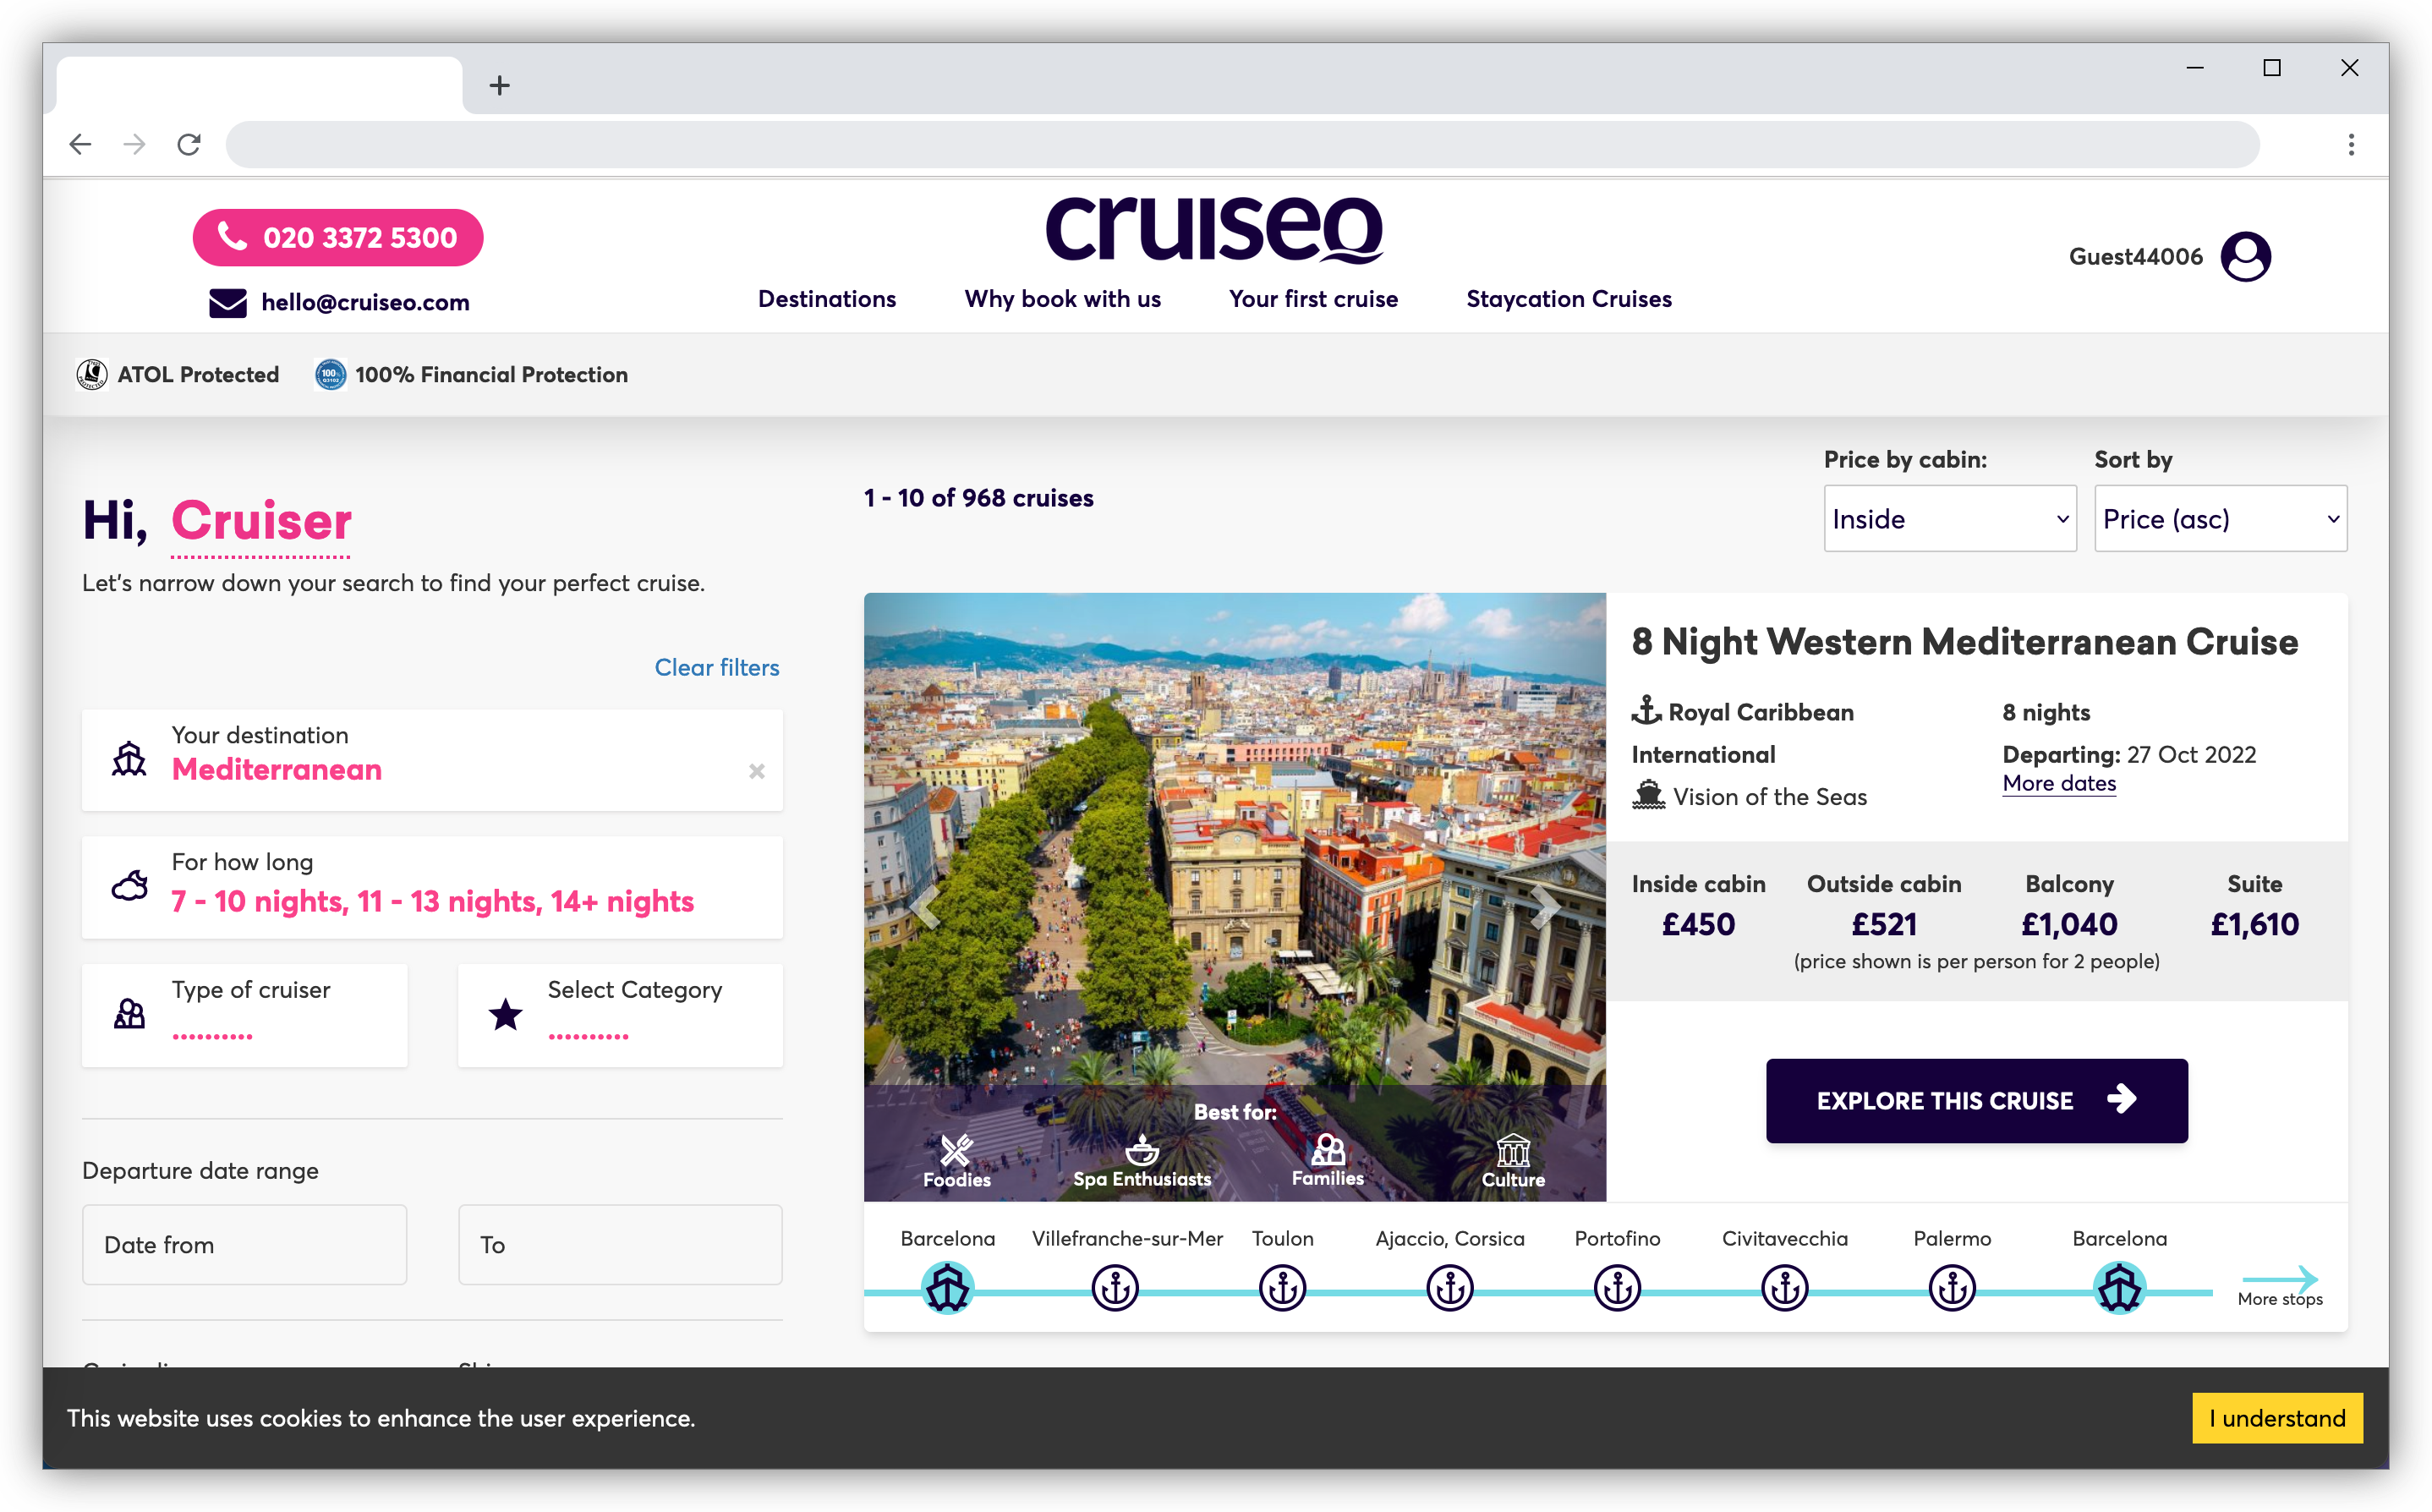 020 3372 5300
hello@cruiseo.com
cruiseo
Destinations
Why book with us
Your first cruise
Staycation Cruises
Guest44006
ATOL Protected
100% Financial Protection
Hi, Cruiser
Let's narrow down your search to find your perfect cruise.
Clear filters
Your destination
Mediterranean
For how long
7 - 10 nights, 11 - 13 nights, 14+ nights
Type of cruiser
Select Category
Departure date range
Date from
To
1 - 10 of 968 cruises
Price by cabin:
Inside
Sort by
Price (asc)
Best for:
Foodies
Spa Enthusiasts
Families
Culture
8 Night Western Mediterranean Cruise
Royal Caribbean
International
Vision of the Seas
8 nights
Departing: 27 Oct 2022
More dates
Inside cabin
£450
Outside cabin
£521
Balcony
£1,040
Suite
£1,610
(price shown is per person for 2 people)
EXPLORE THIS CRUISE
Barcelona
Villefranche-sur-Mer
Toulon
Ajaccio, Corsica
Portofino
Civitavecchia
Palermo
Barcelona
More stops
This website uses cookies to enhance the user experience.
I understand